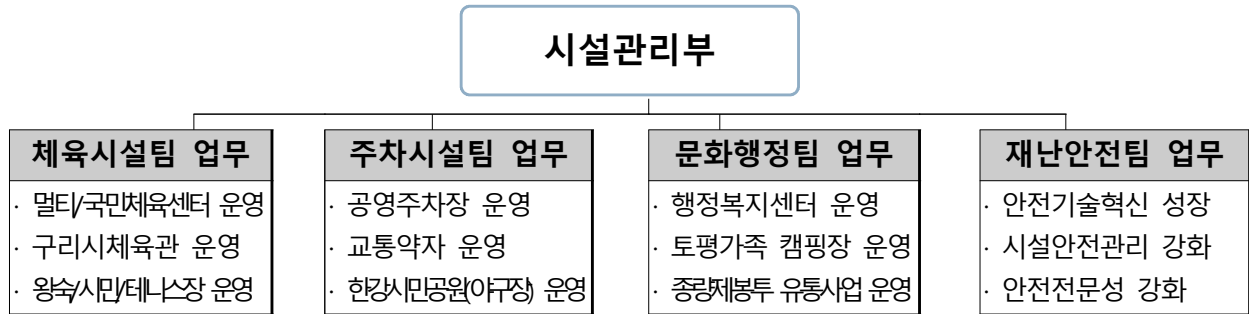 시설관리부
체육시설팀 업무
· 멀티/국민체육센터 운영
· 구리시체육관 운영
· 왕숙/시민/테니스장 운영
주차시설팀 업무
· 공영주차장 운영
· 교통약자 운영
· 한강시민공원(야구장) 운영
문화행정팀 업무
· 행정복지센터 운영
· 토평가족 캠핑장 운영
· 종량제봉투 유통사업 운영
재난안전팀 업무
· 안전기술혁신 성장
· 시설안전관리 강화
· 안전전문성 강화